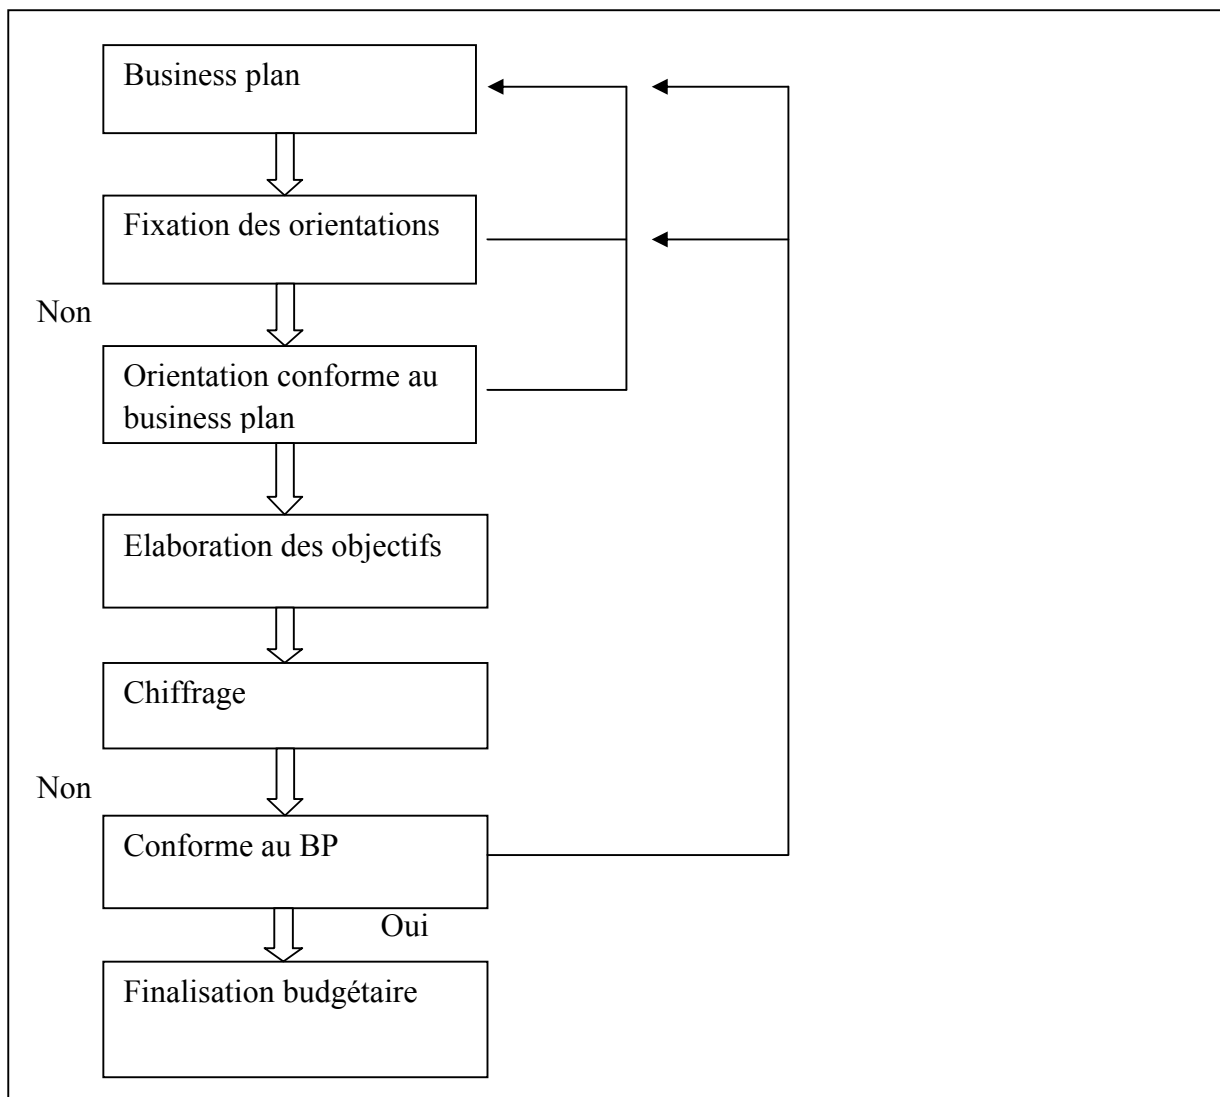 Business plan
Fixation des orientations
Non
Orientation conforme au
business plan
Elaboration des objectifs
Chiffrage
Non
Conforme au BP
Oui
Finalisation budgétaire